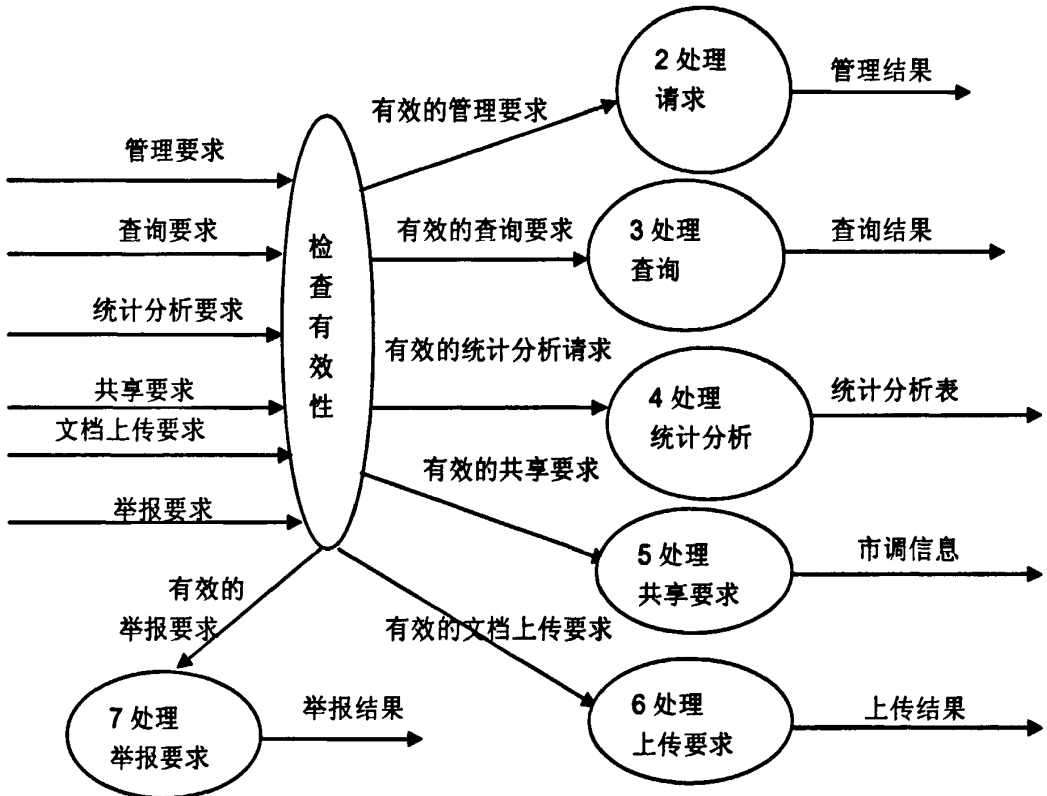 2 处理
请求
管理结果
有效的管理要求
管理要求
查询要求
有效的查询要求
3 处理
查询
查询结果
检
查
有
效
性
统计分析要求
有效的统计分析请求
共享要求
4 处理
统计分析
统计分析表
文档上传要求
有效的共享要求
举报要求
5 处理
共享要求
市调信息
有效的
举报要求
有效的文档上传要求
7 处理
举报要求
举报结果
6 处理
上传要求
上传结果